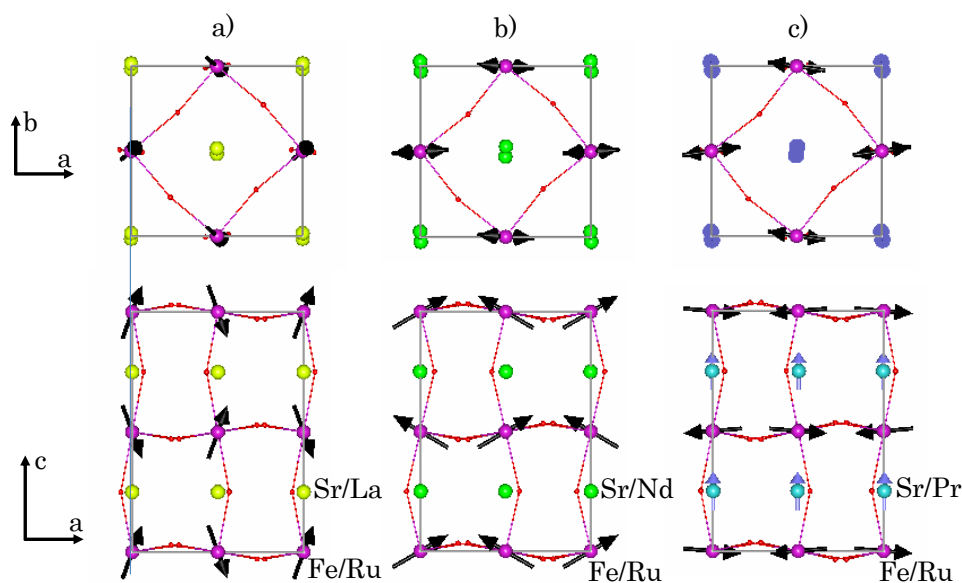 a) b) c)
b
a
c
Sr/La Sr/Nd Sr/Pr
a
Fe/Ru Fe/Ru Fe/Ru